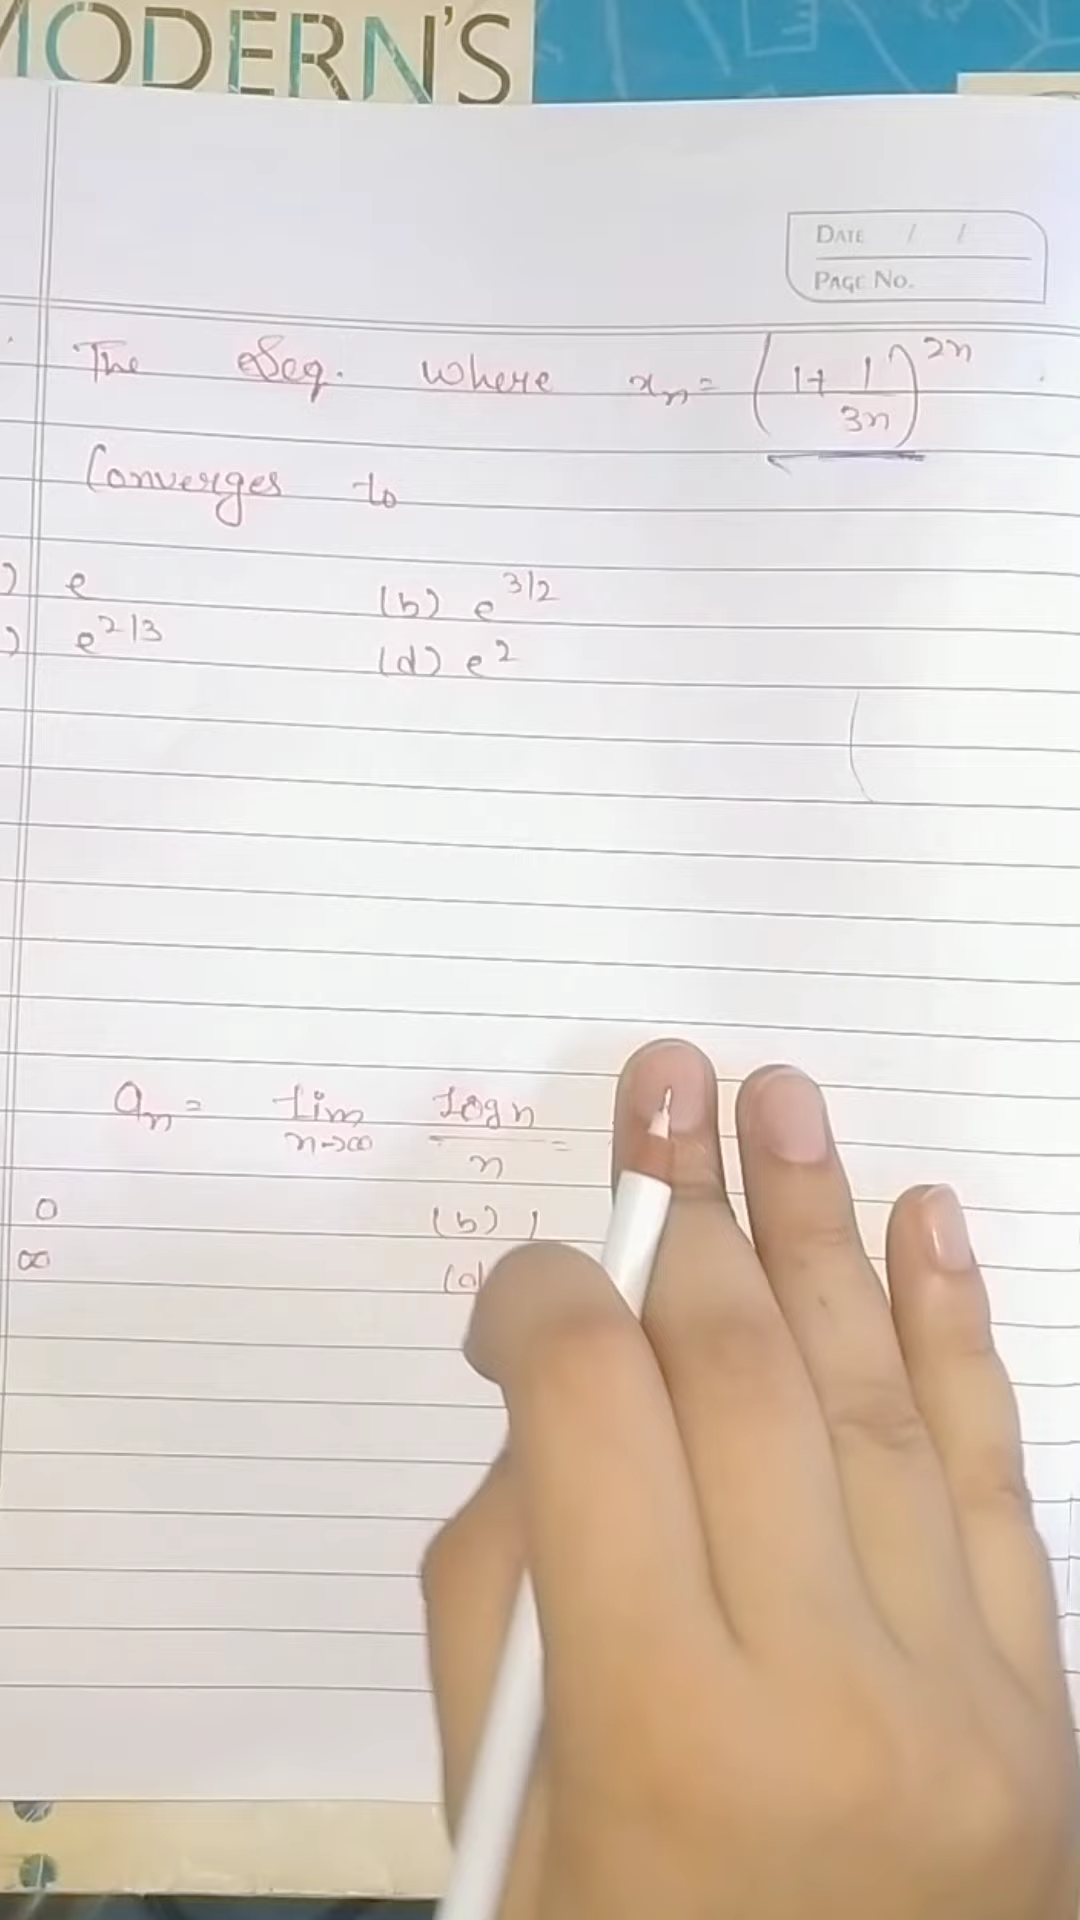 MODERN'S
DATE / /
PAGE No.
The Seq. where xₙ = (1+ 1/3n)^2n
Converges to
) e (b) e^3/2
) e^2/3 (d) e^2
aₙ = Lim n→∞ Log n / n =
0 (b) 1
∞ (d